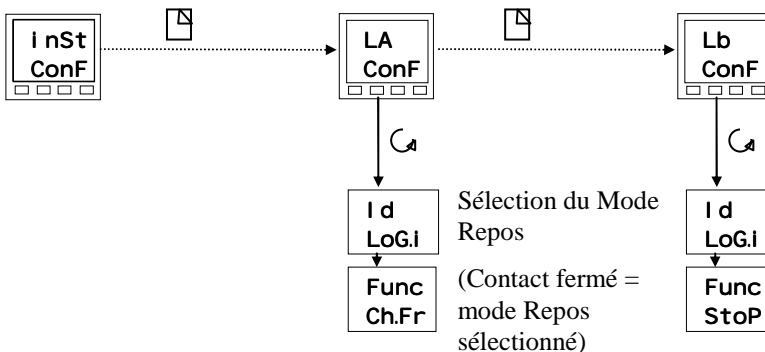 inSt
ConF
LA
ConF
Lb
ConF
Id
LoG.i
Sélection du Mode
Repos
Id
LoG.i
Func
Ch.Fr
(Contact fermé =
mode Repos
sélectionné)
Func
StoP